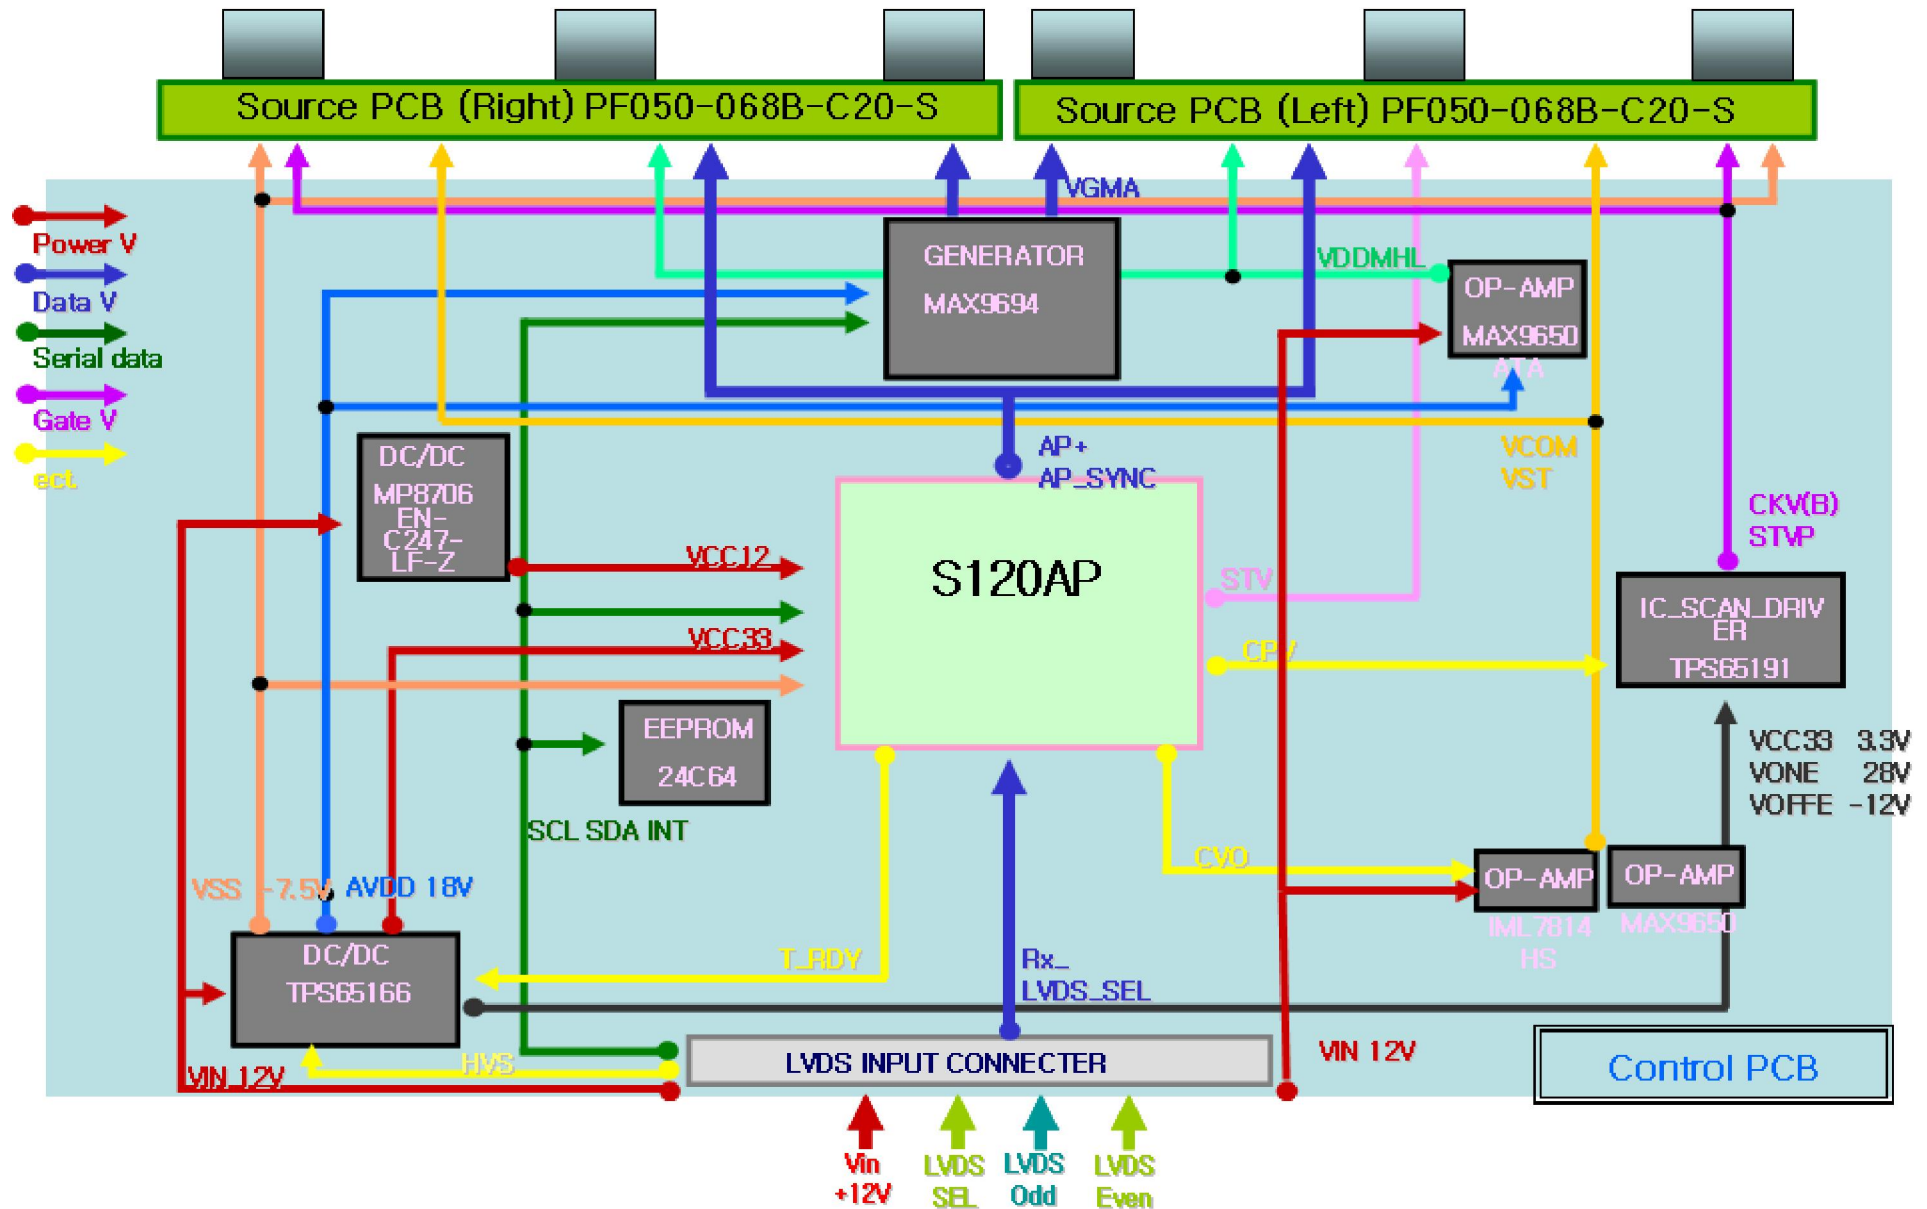 Source PCB (Right) PF050-068B-C20-S
Source PCB (Left) PF050-068B-C20-S
VGMA
Power V
Data V
Serial data
Gate V
ect.
GENERATOR
MAX9694
VDDMHL
OP-AMP
MAX9650
ATA
DC/DC
MP8706
EN-
C247-
LF-Z
AP+
AP_SYNC
VCOM
VST
CKV(B)
STVP
VCC12
S120AP
STV
IC_SCAN_DRIV
ER
TPS65191
VCC33
CPV
EEPROM
24C64
VCC33 3.3V
VONE 28V
VOFFE -12V
SCL SDA INT
CVO
OP-AMP
IML7814
HS
OP-AMP
MAX9650
VSS -7.5V
AVDD 18V
DC/DC
TPS65166
T_RDY
Rx_
LVDS_SEL
HVS
VIN 12V
LVDS INPUT CONNECTER
VIN 12V
Control PCB
Vin
+12V
LVDS
SEL
LVDS
Odd
LVDS
Even